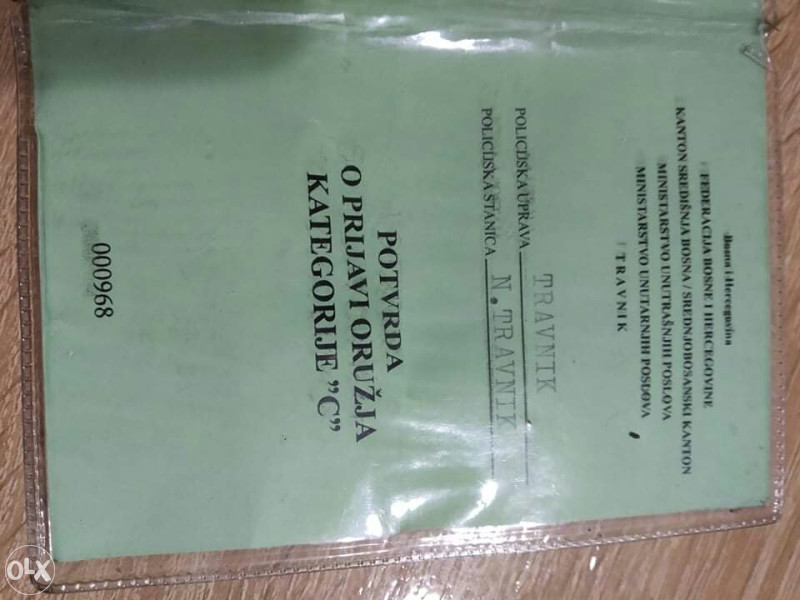 Bosna i Hercegovina
FEDERACIJA BOSNE I HERCEGOVINE
KANTON SREDIŠNJA BOSNA / SREDNJOBOSANSKI KANTON
MINISTARSTVO UNUTRAŠNJIH POSLOVA
MINISTARSTVO UNUTARNJIH POSLOVA
TRAVNIK
POLICIJSKA UPRAVA TRAVNIK
POLICIJSKA STANICA N.TRAVNIK
POTVRDA
O PRIJAVI ORUŽJA
KATEGORIJE "C"
000968
OLX